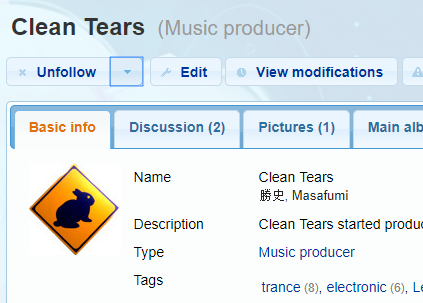 Clean Tears (Music producer)
Unfollow Edit View modifications
Basic info Discussion (2) Pictures (1) Main alb
Name Clean Tears
勝史, Masafumi
Description Clean Tears started produc
Type Music producer
Tags trance (8), electronic (6), Le